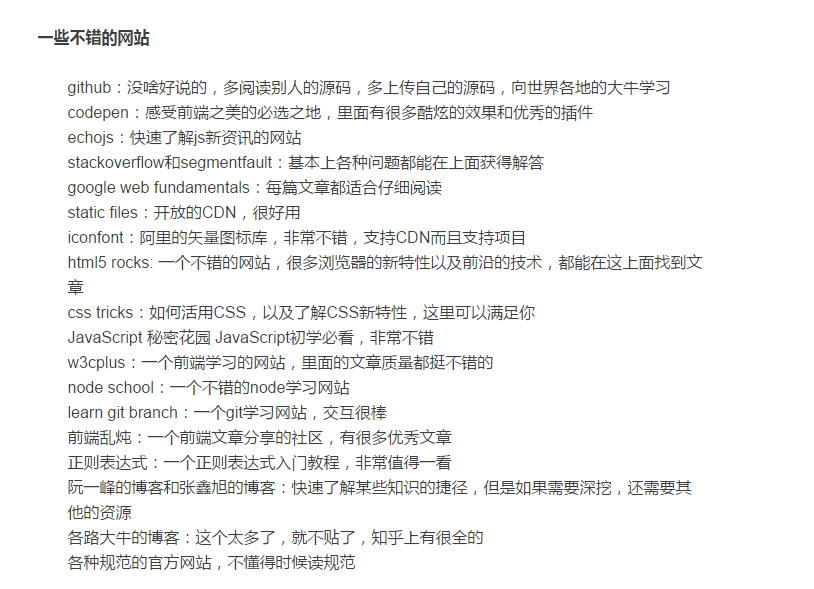 一些不错的网站
github：没啥好说的，多阅读别人的源码，多上传自己的源码，向世界各地的大牛学习
codepen：感受前端之美的必选之地，里面有很多酷炫的效果和优秀的插件
echojs：快速了解js新资讯的网站
stackoverflow和segmentfault：基本上各种问题都能在上面获得解答
google web fundamentals：每篇文章都适合仔细阅读
static files：开放的CDN，很好用
iconfont：阿里的矢量图标库，非常不错，支持CDN而且支持项目
html5 rocks: 一个不错的网站，很多浏览器的新特性以及前沿的技术，都能在这上面找到文
章
css tricks：如何活用CSS，以及了解CSS新特性，这里可以满足你
JavaScript 秘密花园 JavaScript初学必看，非常不错
w3cplus：一个前端学习的网站，里面的文章质量都挺不错的
node school：一个不错的node学习网站
learn git branch：一个git学习网站，交互很棒
前端乱炖：一个前端文章分享的社区，有很多优秀文章
正则表达式：一个正则表达式入门教程，非常值得一看
阮一峰的博客和张鑫旭的博客：快速了解某些知识的捷径，但是如果需要深挖，还需要其
他的资源
各路大牛的博客：这个太多了，就不贴了，知乎上有很全的
各种规范的官方网站，不懂得时候读规范